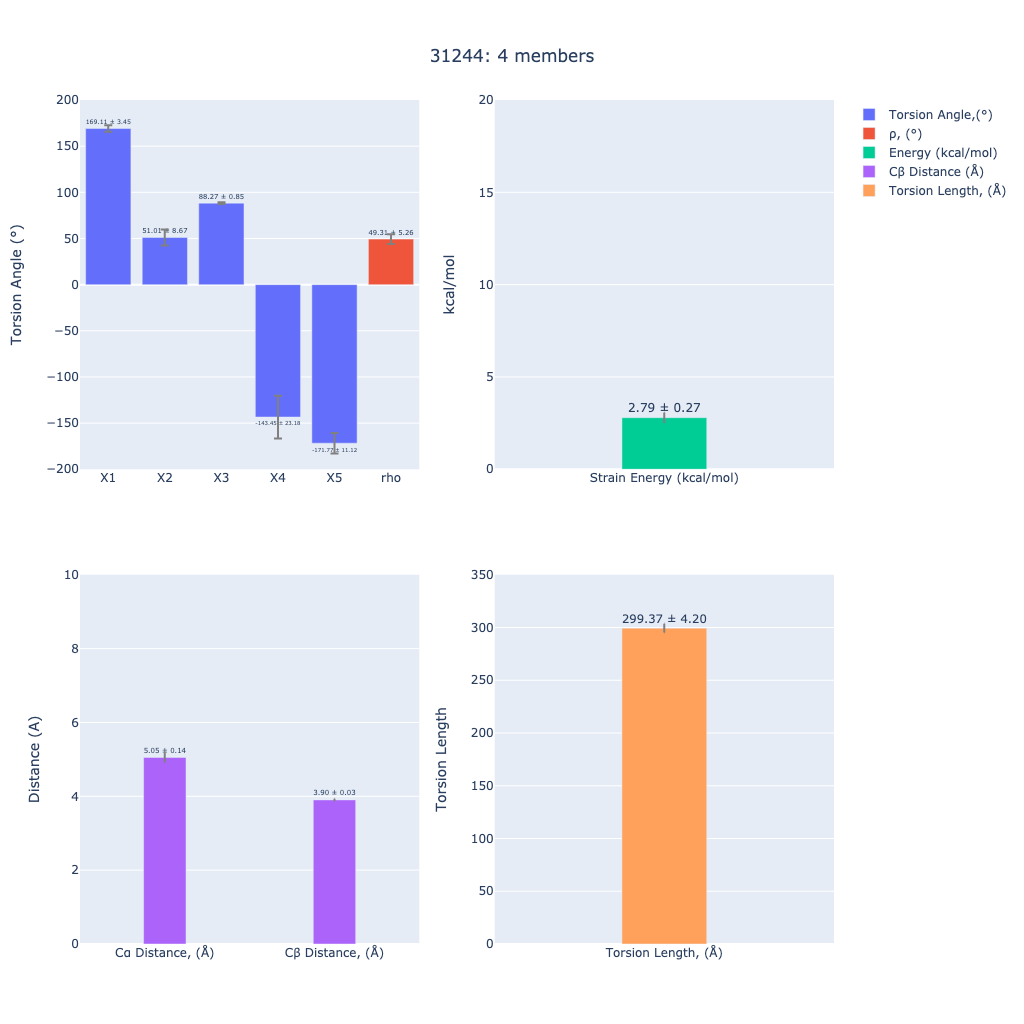 31244: 4 members
Torsion Angle (°)
200
150
100
50
0
−50
−100
−150
−200
169.11 ± 3.45
51.01 ± 8.67
88.27 ± 0.85
-143.45 ± 23.18
-171.77 ± 11.12
49.31 ± 5.26
X1 X2 X3 X4 X5 rho
kcal/mol
20
15
10
5
0
2.79 ± 0.27
Strain Energy (kcal/mol)
Torsion Angle,(°)
ρ, (°)
Energy (kcal/mol)
Cβ Distance (Å)
Torsion Length, (Å)
Distance (A)
10
8
6
4
2
0
5.05 ± 0.14
3.90 ± 0.03
Cα Distance, (Å) Cβ Distance, (Å)
Torsion Length
350
300
250
200
150
100
50
0
299.37 ± 4.20
Torsion Length, (Å)